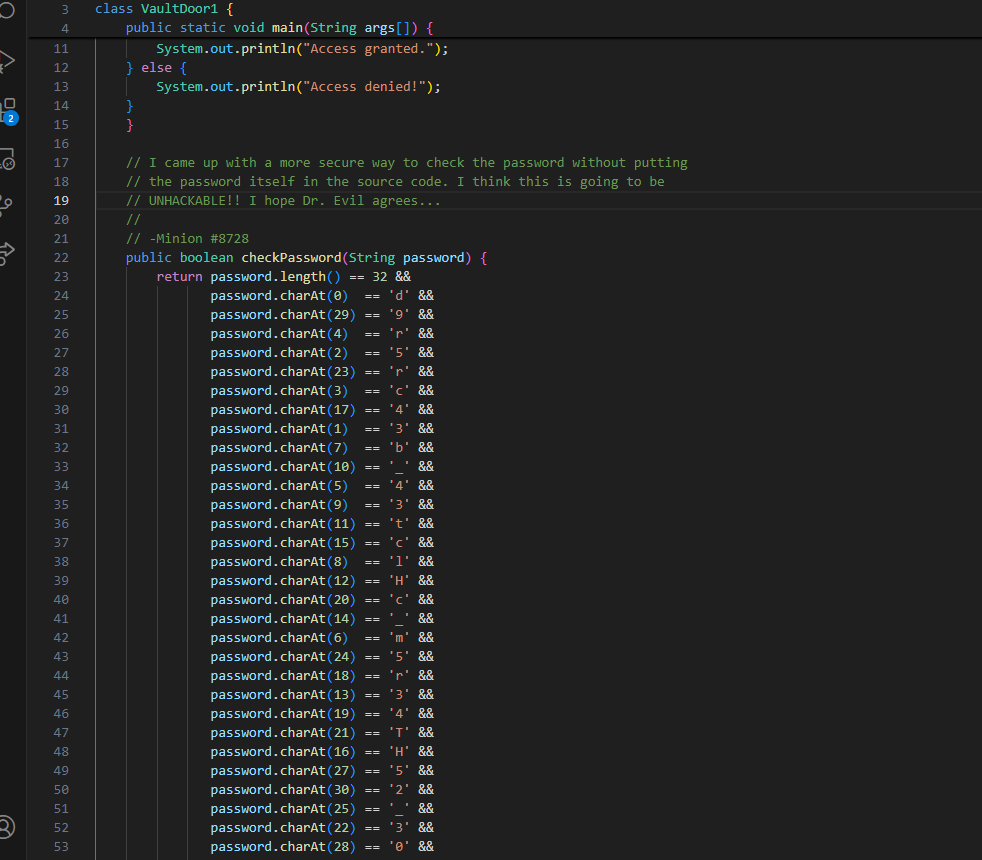 3 class VaultDoor1 {
4 public static void main(String args[]) {
11 System.out.println("Access granted.");
12 } else {
13 System.out.println("Access denied!");
14 }
15 }
16
17 // I came up with a more secure way to check the password without putting
18 // the password itself in the source code. I think this is going to be
19 // UNHACKABLE!! I hope Dr. Evil agrees...
20 //
21 // -Minion #8728
22 public boolean checkPassword(String password) {
23 return password.length() == 32 &&
24 password.charAt(0) == 'd' &&
25 password.charAt(29) == '9' &&
26 password.charAt(4) == 'r' &&
27 password.charAt(2) == '5' &&
28 password.charAt(23) == 'r' &&
29 password.charAt(3) == 'c' &&
30 password.charAt(17) == '4' &&
31 password.charAt(1) == '3' &&
32 password.charAt(7) == 'b' &&
33 password.charAt(10) == '_' &&
34 password.charAt(5) == '4' &&
35 password.charAt(9) == '3' &&
36 password.charAt(11) == 't' &&
37 password.charAt(15) == 'c' &&
38 password.charAt(8) == 'l' &&
39 password.charAt(12) == 'H' &&
40 password.charAt(20) == 'c' &&
41 password.charAt(14) == '_' &&
42 password.charAt(6) == 'm' &&
43 password.charAt(24) == '5' &&
44 password.charAt(18) == 'r' &&
45 password.charAt(13) == '3' &&
46 password.charAt(19) == '4' &&
47 password.charAt(21) == 'T' &&
48 password.charAt(16) == 'H' &&
49 password.charAt(27) == '5' &&
50 password.charAt(30) == '2' &&
51 password.charAt(25) == '_' &&
52 password.charAt(22) == '3' &&
53 password.charAt(28) == '0' &&
2